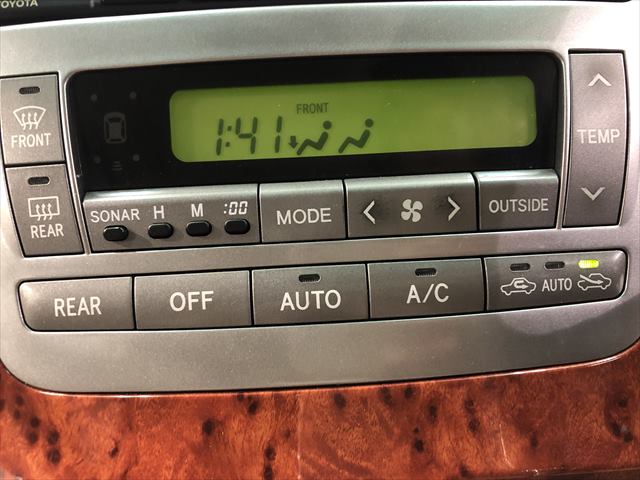 TOYOTA
FRONT
1:41
FRONT
TEMP
REAR
SONAR H M :00
MODE
OUTSIDE
REAR
OFF
AUTO
A/C
AUTO